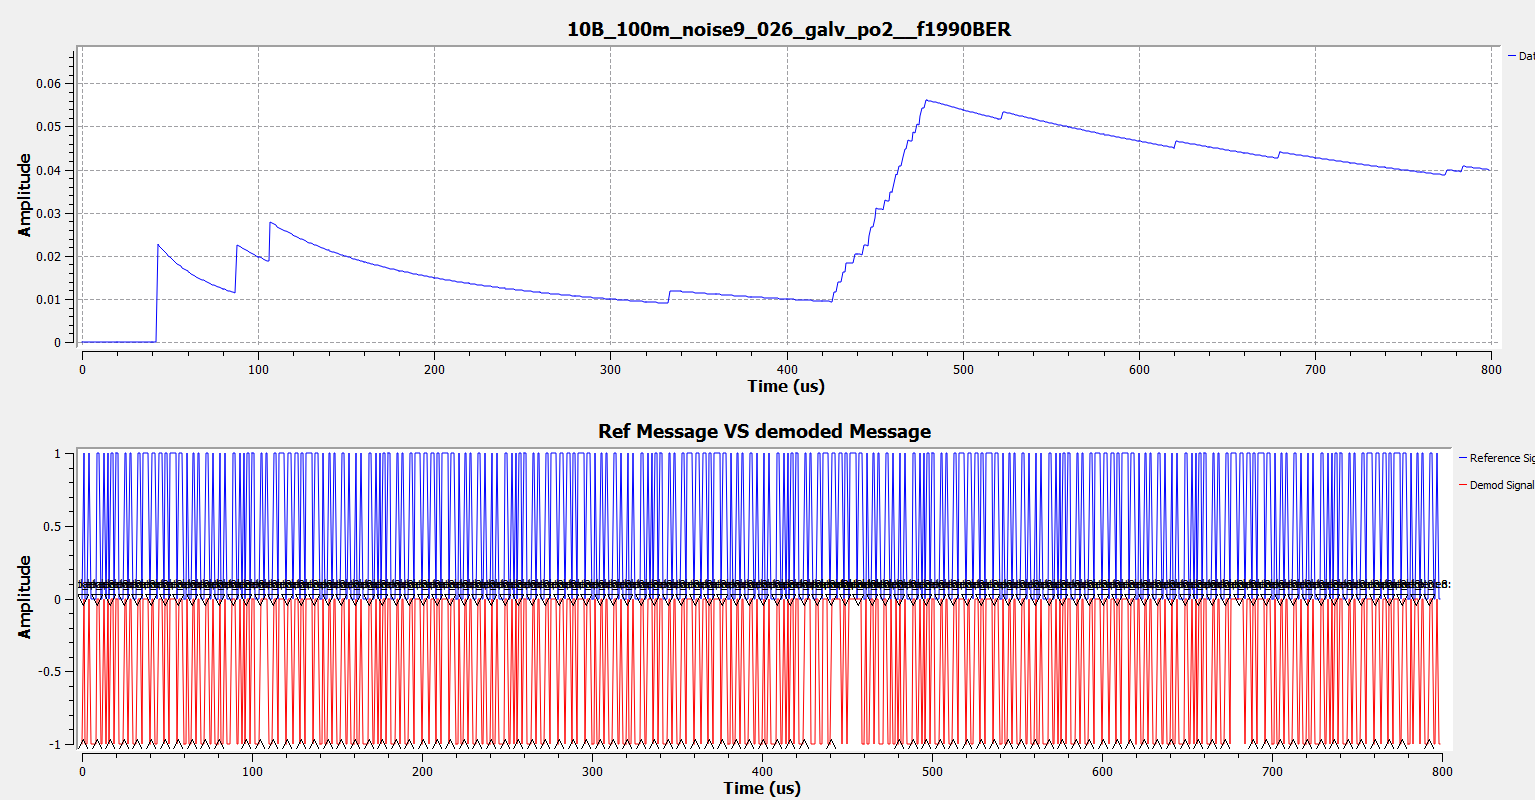 10B_100m_noise9_026_galv_po2__f1990BER
Dat
0.06
0.05
0.04
0.03
0.02
0.01
0
Amplitude
0 100 200 300 400 500 600 700 800
Time (us)
Ref Message VS demoded Message
Reference Sig
Demod Signal
1
0.5
0
-0.5
-1
Amplitude
0 100 200 300 400 500 600 700 800
Time (us)